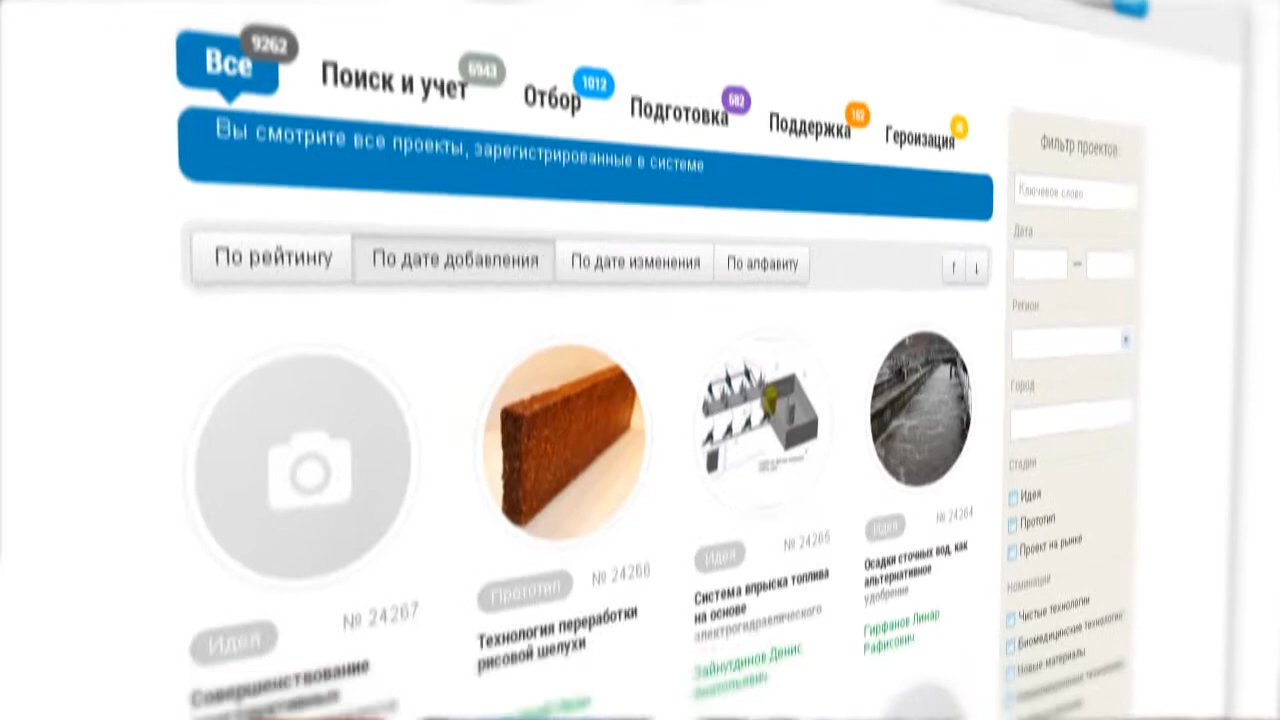 Все
9262
Поиск и учет
6943
Отбор
1012
Подготовка
682
Поддержка
Героизация
Вы смотрите все проекты, зарегистрированные в системе
По рейтингу
По дате добавления
По дате изменения
По алфавиту
↑ ↓
Фильтр проектов
Ключевое слово
Дата
—
Регион
Город
Стадии
Идея
Прототип
Проект на рынке
Номинации
Чистые технологии
Биомедицинские технологии
Новые материалы
Идея
№ 24267
Совершенствование
Прототип
№ 24266
Технология переработки
рисовой шелухи
Идея
№ 24265
Система впрыска топлива
на основе
электрогидравлического
Зайнутдинов Денис
Анатольевич
Идея
№ 24264
Осадки сточных вод, как
альтернативное
удобрение
Гирфанов Линар
Рафисович